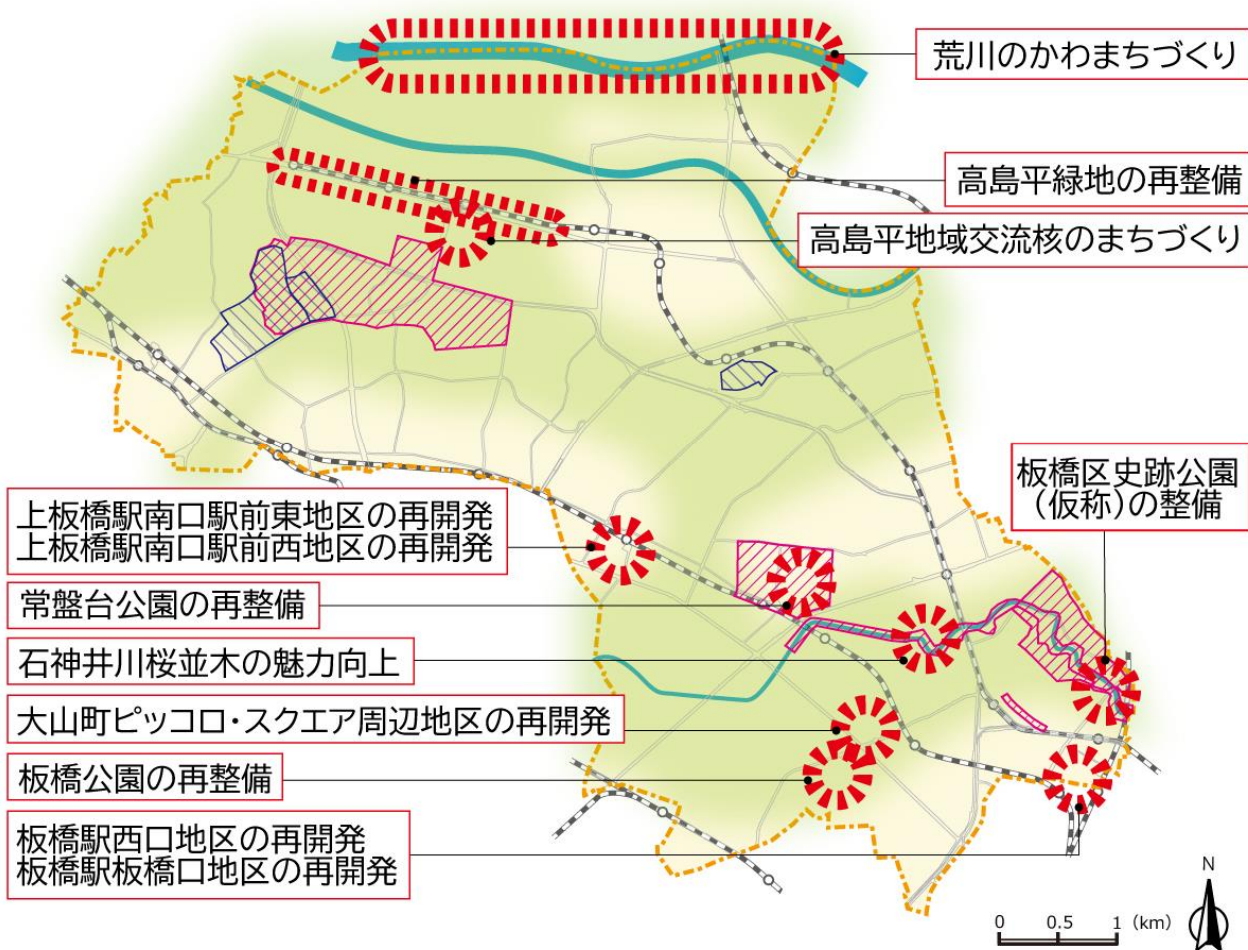 荒川のかわまちづくり
高島平緑地の再整備
高島平地域交流核のまちづくり
板橋区史跡公園
（仮称）の整備
上板橋駅南口駅前東地区の再開発
上板橋駅南口駅前西地区の再開発
常盤台公園の再整備
石神井川桜並木の魅力向上
大山町ピッコロ・スクエア周辺地区の再開発
板橋公園の再整備
板橋駅西口地区の再開発
板橋駅板橋口地区の再開発
N
0 0.5 1 (km)